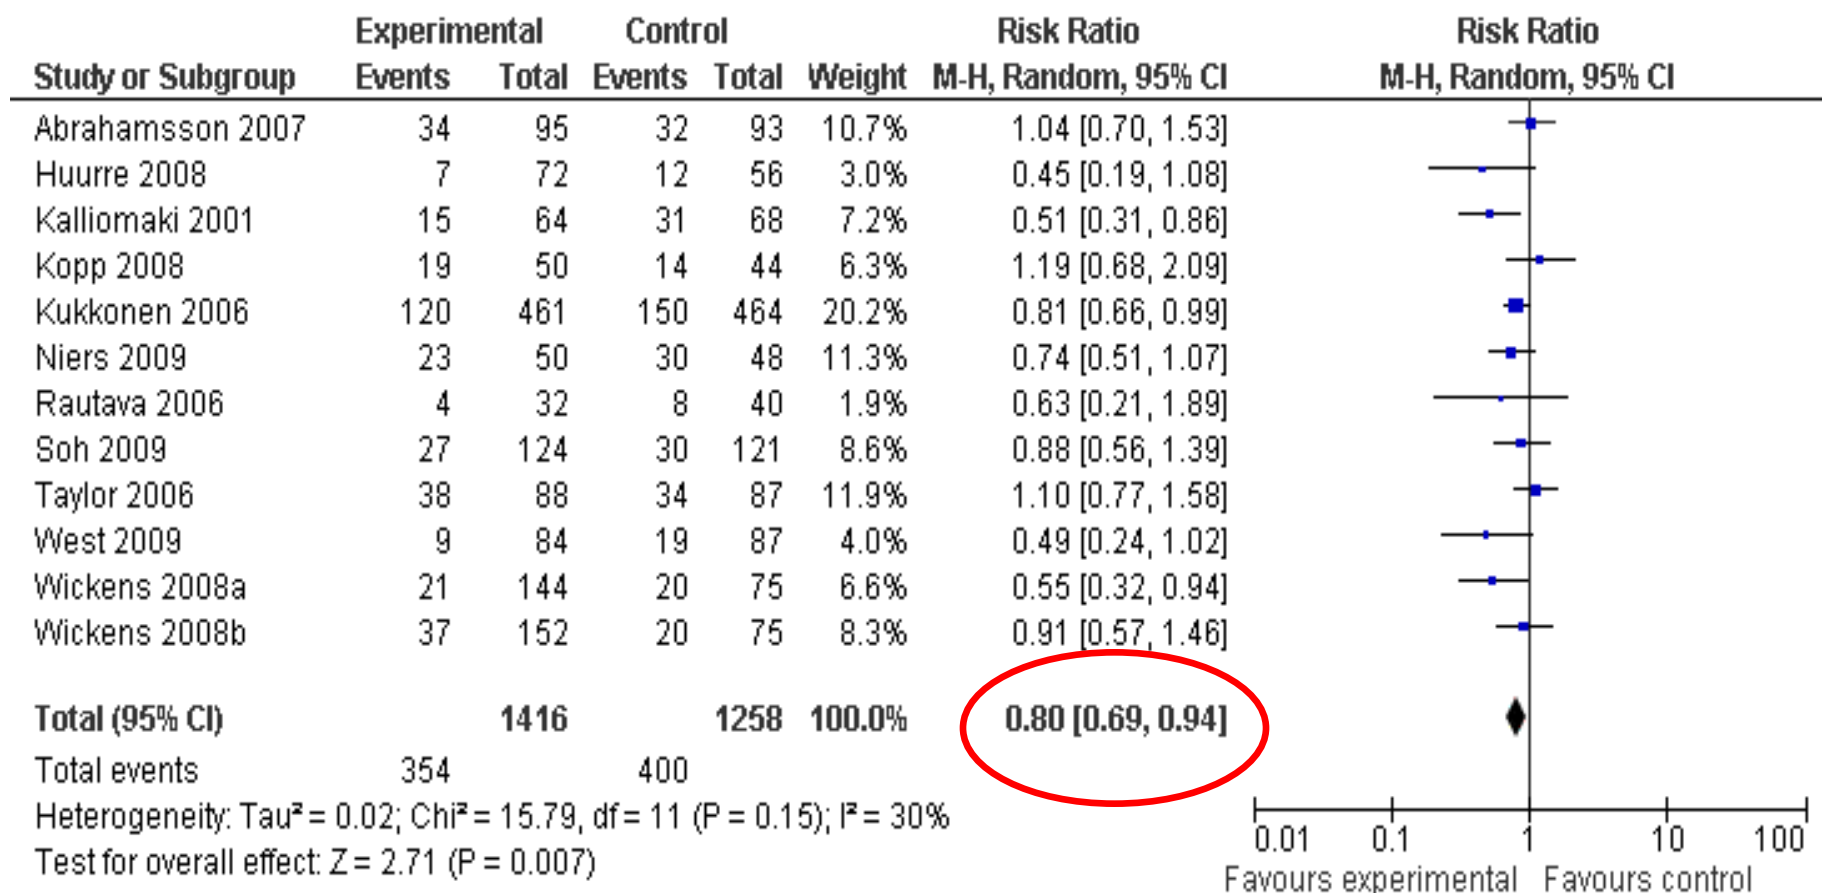 Experimental Control Risk Ratio Risk Ratio
Study or Subgroup Events Total Events Total Weight M-H, Random, 95% CI M-H, Random, 95% CI
Abrahamsson 2007 34 95 32 93 10.7% 1.04 [0.70, 1.53]
Huurre 2008 7 72 12 56 3.0% 0.45 [0.19, 1.08]
Kalliomaki 2001 15 64 31 68 7.2% 0.51 [0.31, 0.86]
Kopp 2008 19 50 14 44 6.3% 1.19 [0.68, 2.09]
Kukkonen 2006 120 461 150 464 20.2% 0.81 [0.66, 0.99]
Niers 2009 23 50 30 48 11.3% 0.74 [0.51, 1.07]
Rautava 2006 4 32 8 40 1.9% 0.63 [0.21, 1.89]
Soh 2009 27 124 30 121 8.6% 0.88 [0.56, 1.39]
Taylor 2006 38 88 34 87 11.9% 1.10 [0.77, 1.58]
West 2009 9 84 19 87 4.0% 0.49 [0.24, 1.02]
Wickens 2008a 21 144 20 75 6.6% 0.55 [0.32, 0.94]
Wickens 2008b 37 152 20 75 8.3% 0.91 [0.57, 1.46]
Total (95% CI) 1416 1258 100.0% 0.80 [0.69, 0.94]
Total events 354 400
Heterogeneity: Tau² = 0.02; Chi² = 15.79, df = 11 (P = 0.15); I² = 30%
Test for overall effect: Z = 2.71 (P = 0.007)
0.01 0.1 1 10 100
Favours experimental Favours control